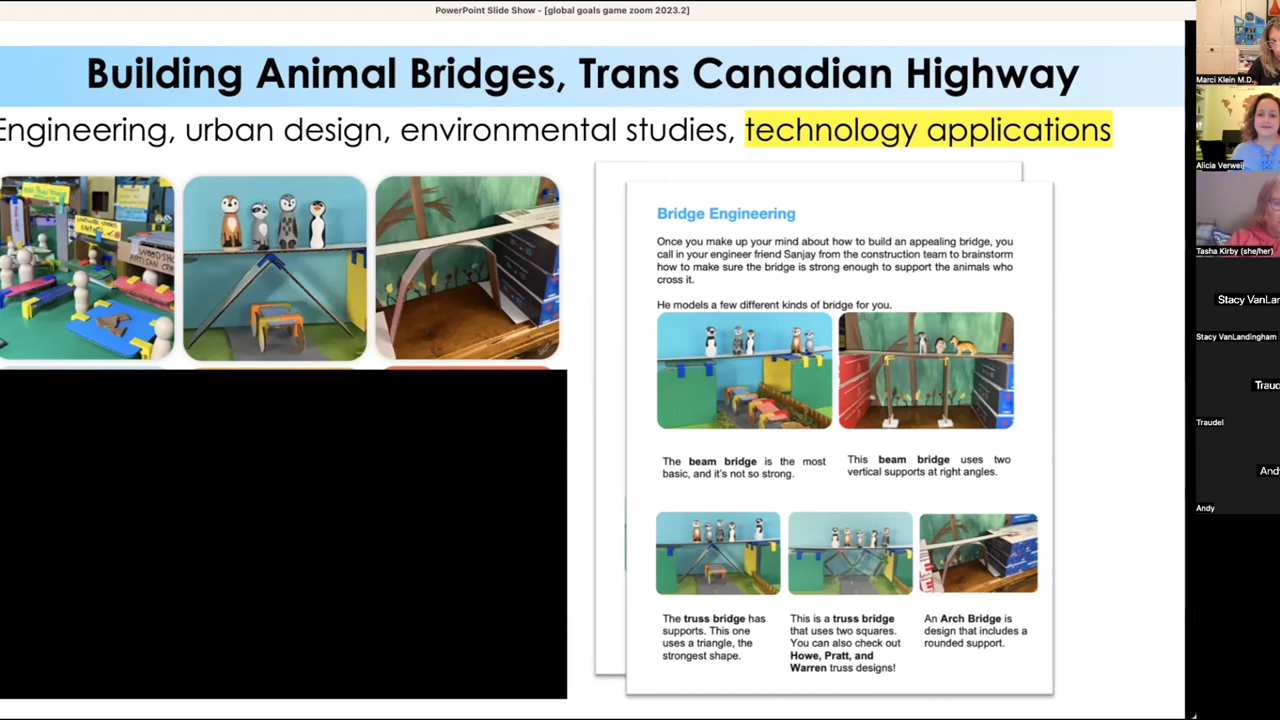 PowerPoint Slide Show - [global goals game zoom 2023.2]
Building Animal Bridges, Trans Canadian Highway
Engineering, urban design, environmental studies, technology applications
Bridge Engineering
Once you make up your mind about how to build an appealing bridge, you
call in your engineer friend Sanjay from the construction team to brainstorm
how to make sure the bridge is strong enough to support the animals who
cross it.
He models a few different kinds of bridge for you.
The beam bridge is the most
basic, and it's not so strong.
This beam bridge uses two
vertical supports at right angles.
The truss bridge has
supports. This one
uses a triangle, the
strongest shape.
This is a truss bridge
that uses two squares.
You can also check out
Howe, Pratt, and
Warren truss designs!
An Arch Bridge is
design that includes a
rounded support.
Marci Klein M.D.
Alicia Verweij
Tasha Kirby (she/her)
Stacy VanLan
Stacy VanLandingham
Traud
Traudel
Andy
Andy